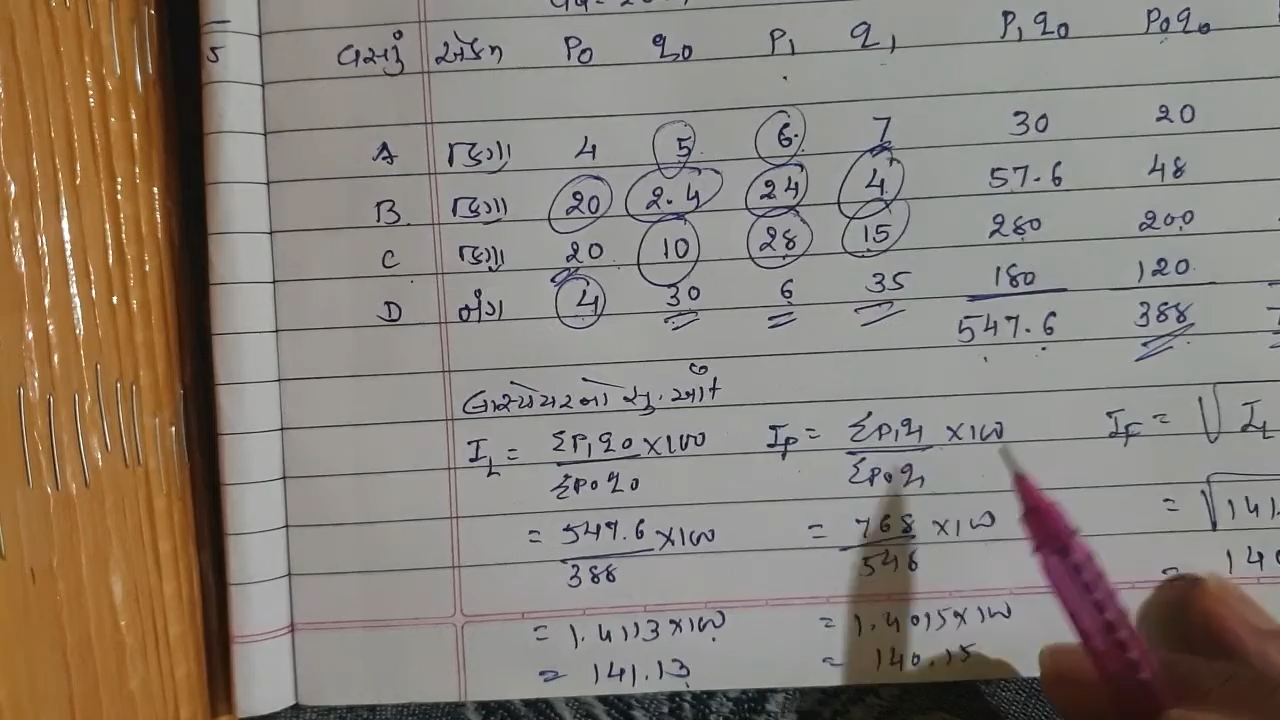 5
વસ્તુ એકમ P0 q0 P1 q1 P1q0 P0q0
A કિગ્રા 4 5 6 7 30 20
B. કિગ્રા 20 2.4 24 4 57.6 48
C કિગ્રા 20 10 28 15 280 200
D નંગ 4 30 6 35 180 120
547.6 388
લાસ્પેયરનો સૂ. આંક
IL = ΣP1q0 ×100 / ΣP0q0 IP = ΣP1q1 ×100 / ΣP0q1 IF = √ IL
= 547.6 ×100 / 388 = 768 ×100 / 548 = √141.
= 1.4113×100 = 1.4015×100 = 140
= 141.13 = 140.15